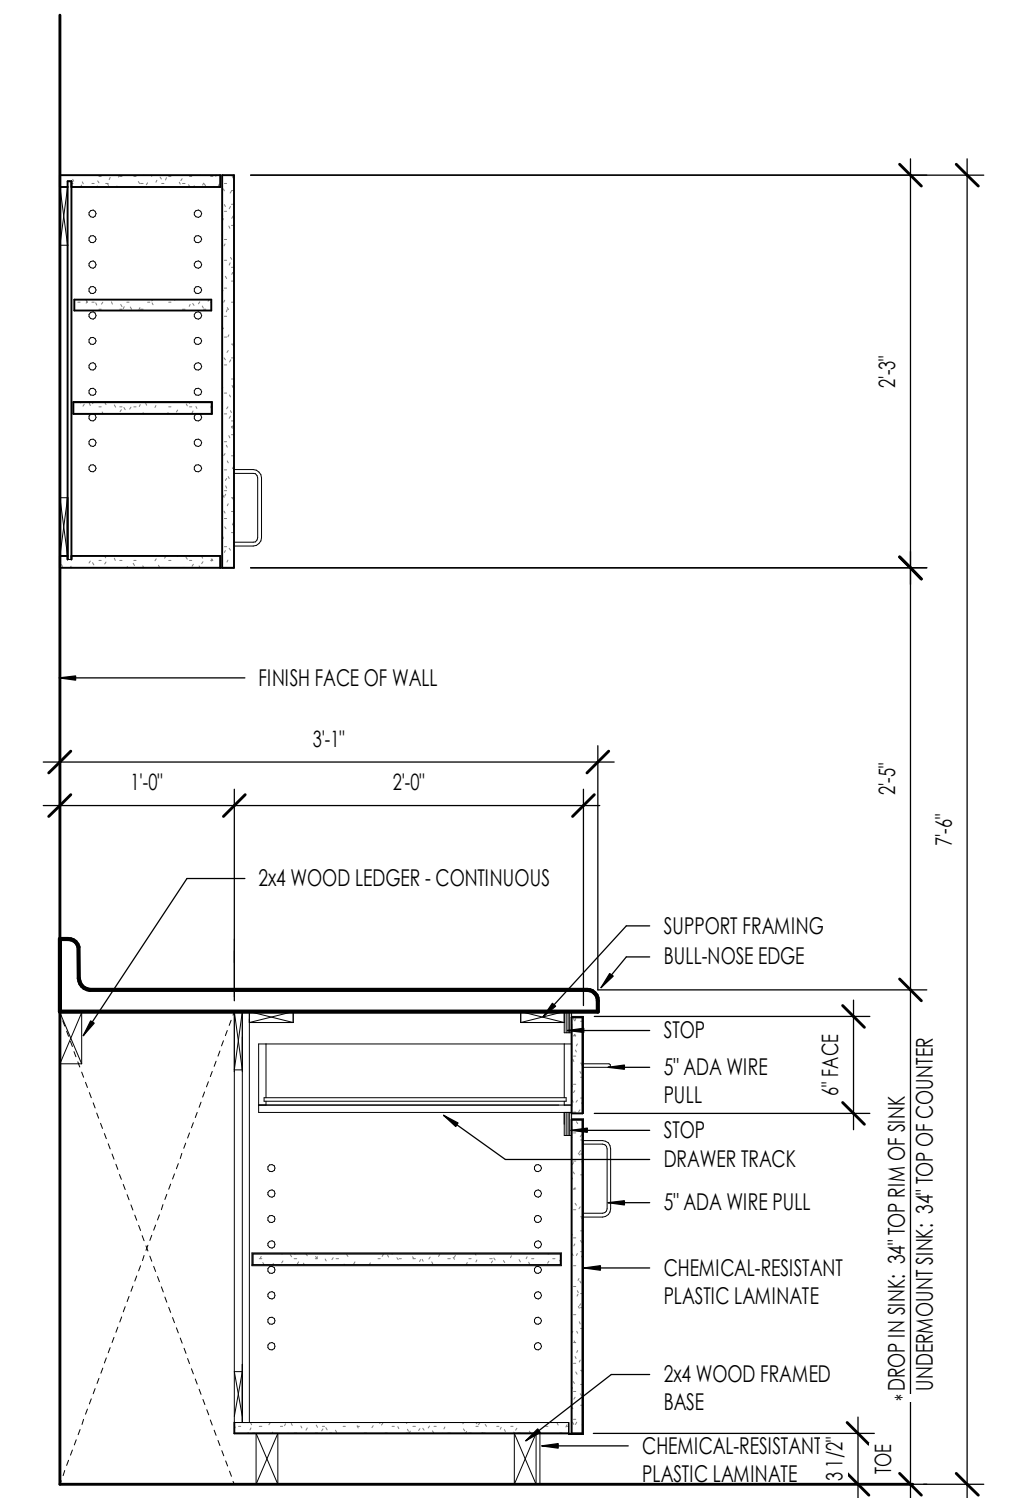 2'-3"
FINISH FACE OF WALL
3'-1"
1'-0"
2'-0"
2'-5"
7'-6"
2x4 WOOD LEDGER - CONTINUOUS
SUPPORT FRAMING
BULL-NOSE EDGE
STOP
5" ADA WIRE
PULL
6" FACE
STOP
DRAWER TRACK
5" ADA WIRE PULL
CHEMICAL-RESISTANT
PLASTIC LAMINATE
*DROP IN SINK: 34" TOP RIM OF SINK
UNDERMOUNT SINK: 34" TOP OF COUNTER
2x4 WOOD FRAMED
BASE
CHEMICAL-RESISTANT
PLASTIC LAMINATE
3 1/2"
TOE